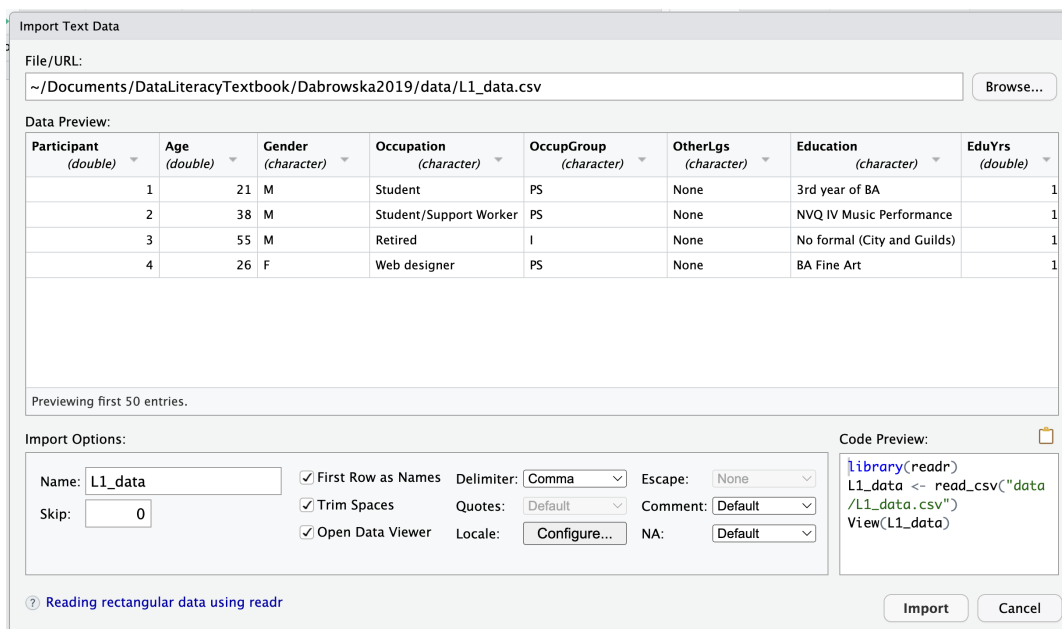 Import Text Data
File/URL:
~/Documents/DataLiteracyTextbook/Dabrowska2019/data/L1_data.csv
Browse...
Data Preview:
Participant Age Gender Occupation OccupGroup OtherLgs Education EduYrs
(double) (double) (character) (character) (character) (character) (character) (double)
1 21 M Student PS None 3rd year of BA 1
2 38 M Student/Support Worker PS None NVQ IV Music Performance 1
3 55 M Retired I None No formal (City and Guilds) 1
4 26 F Web designer PS None BA Fine Art 1
Previewing first 50 entries.
Import Options:
Name: L1_data
Skip: 0
First Row as Names
Trim Spaces
Open Data Viewer
Delimiter: Comma
Quotes: Default
Locale: Configure...
Escape: None
Comment: Default
NA: Default
Code Preview:
library(readr)
L1_data <- read_csv("data
/L1_data.csv")
View(L1_data)
? Reading rectangular data using readr
Import Cancel